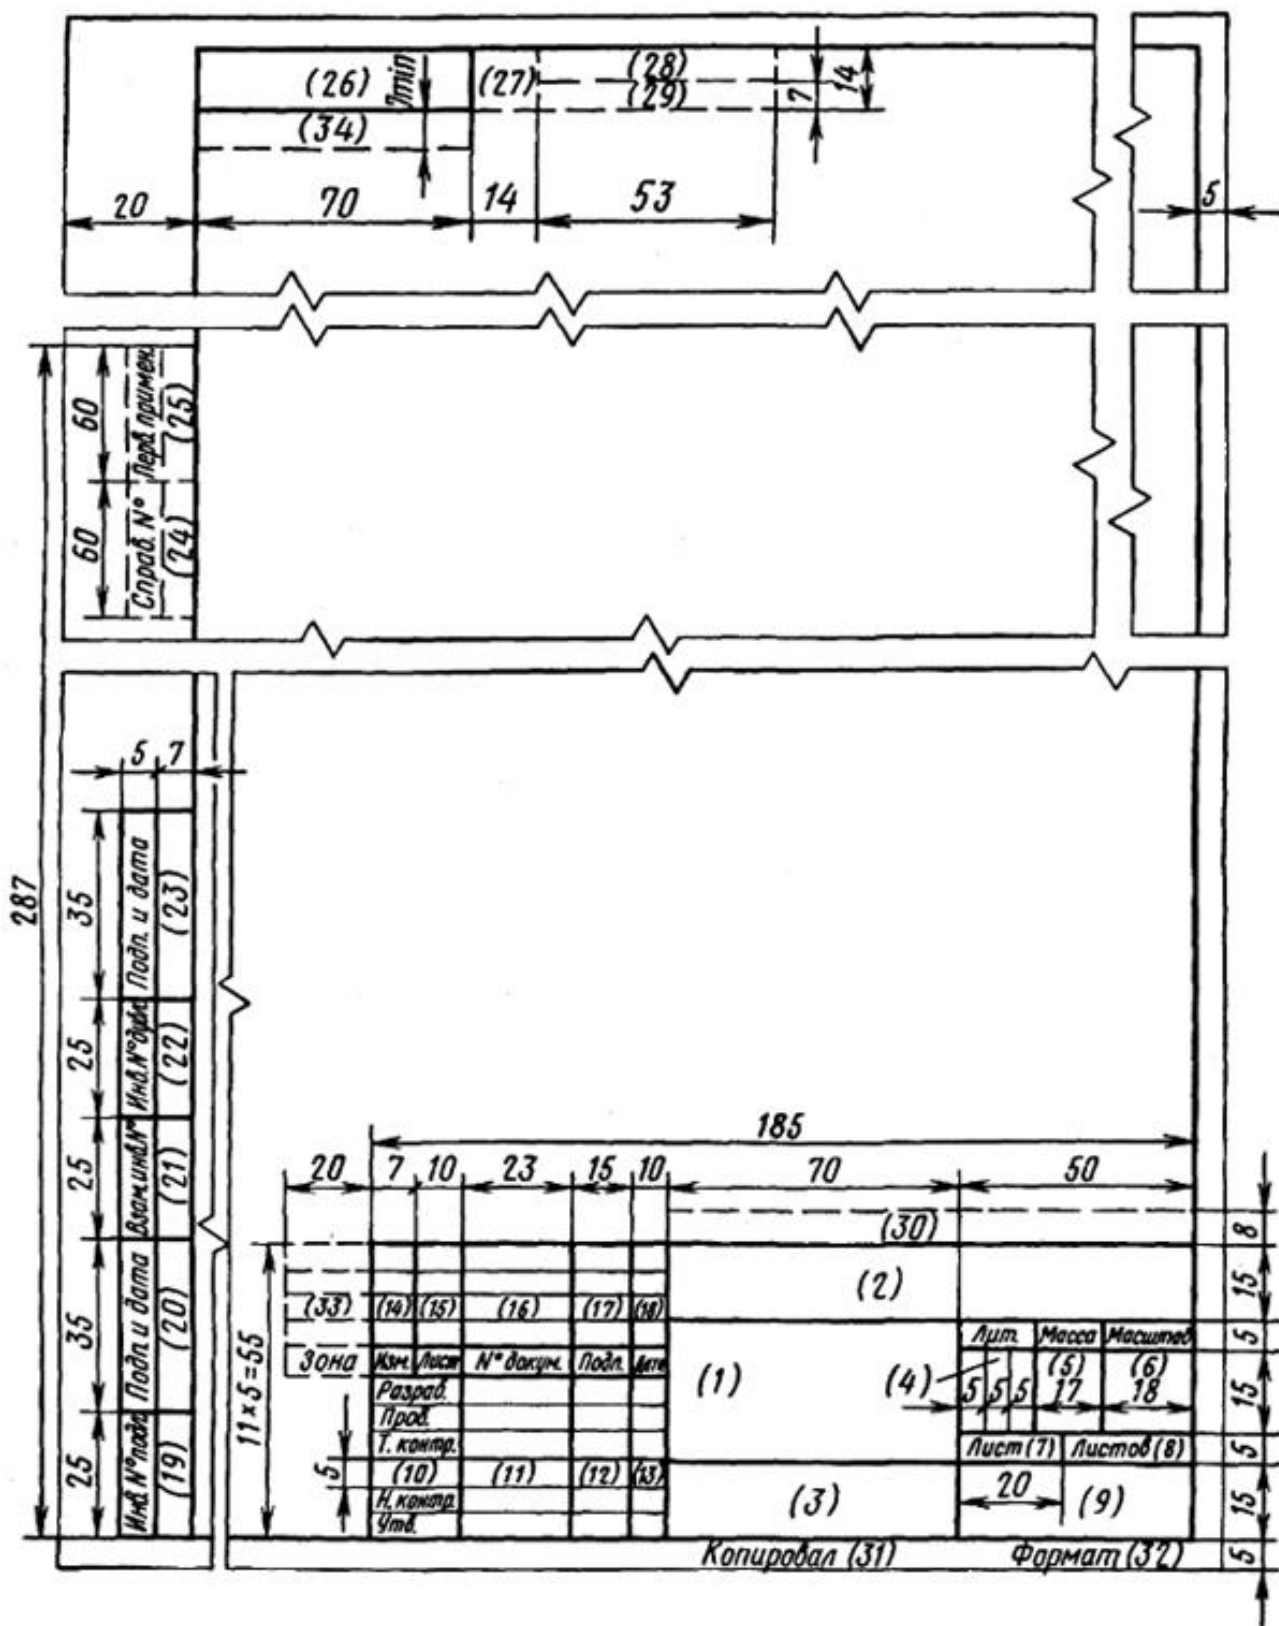 (26) 7min (27) (28)
(29) 7 14
(34)
20 70 14 53 5
287
60 Перв. примен. (25)
60 Справ. N° (24)
5 7
35 Подп. и дата (23)
25 Инв. N° дубл. (22)
25 Взам. инв. N° (21)
35 Подп. и дата (20)
25 Инв. N° подл. (19)
185
20 7 10 23 15 10 70 50
(30) 8
(2) 15
(33) (14) (15) (16) (17) (18)
Лит. Масса Масштаб 5
Зона Изм. Лист N° докум. Подп. Дата
(1) (4) (5) (6)
5 5 5 17 18 15
11×5=55
Разраб.
Пров.
Т. контр.
Лист (7) Листов (8) 5
5 (10) (11) (12) (13)
(3) 20 (9) 15
Н. контр.
Утв.
Копировал (31) Формат (32) 5